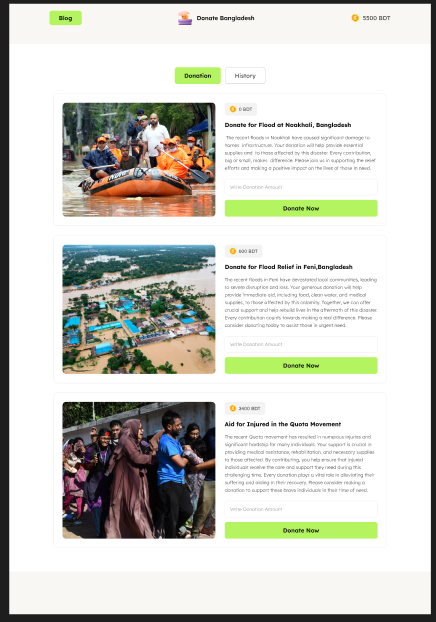 Blog
Donate Bangladesh
5500 BDT
Donation
History
0 BDT
Donate for Flood at Noakhali, Bangladesh
The recent floods in Noakhali have caused significant damage to
homes infrastructure. Your donation will help provide essential
supplies and to those affected by this disaster. Every contribution,
big or small, makes difference. Please join us in supporting the relief
efforts and making a positive impact on the lives of those in need.
write Donation Amount
Donate Now
600 BDT
Donate for Flood Relief in Feni,Bangladesh
The recent floods in Feni have devastated local communities, leading
to severe disruption and loss. Your generous donation will help
provide immediate aid, including food, clean water, and medical
supplies, to those affected by this calamity. Together, we can offer
crucial support and help rebuild lives in the aftermath of this disaster.
Every contribution counts towards making a real difference. Please
consider donating today to assist those in urgent need.
write Donation Amount
Donate Now
2400 BDT
Aid for Injured in the Quota Movement
The recent Quota movement has resulted in numerous injuries and
significant hardship for many individuals. Your support is crucial in
providing medical assistance, rehabilitation, and necessary supplies
to those affected. By contributing, you help ensure that injured
individuals receive the care and support they need during this
challenging time. Every donation plays a vital role in alleviating their
suffering and aiding in their recovery. Please consider making a
donation to support these brave individuals in their time of need.
write Donation Amount
Donate Now